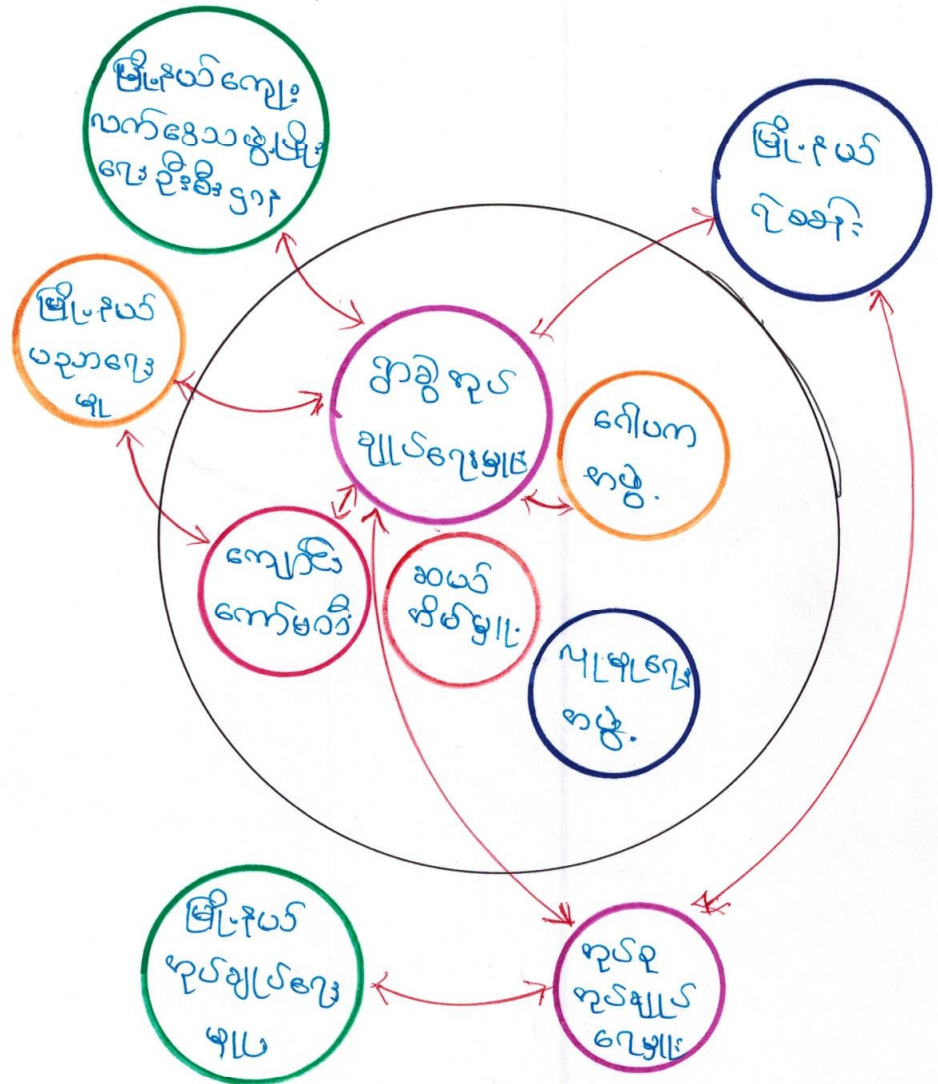 မြို့နယ်ကျေး
လက်ဒေသဖွံ့ဖြိုး
ရေးဦးစီးဌာန
မြို့နယ်
ရဲစခန်း
မြို့နယ်
ပညာရေး
မှူး
ရွာခွဲအုပ်
ချုပ်ရေးမှူး
ဂေါပက
အဖွဲ့
ကျောင်း
ကော်မတီ
ဆယ်
အိမ်မှူး
လူမှုရေး
အဖွဲ့
မြို့နယ်
အုပ်ချုပ်ရေး
မှူး
အုပ်စု
အုပ်ချုပ်
ရေးမှူး